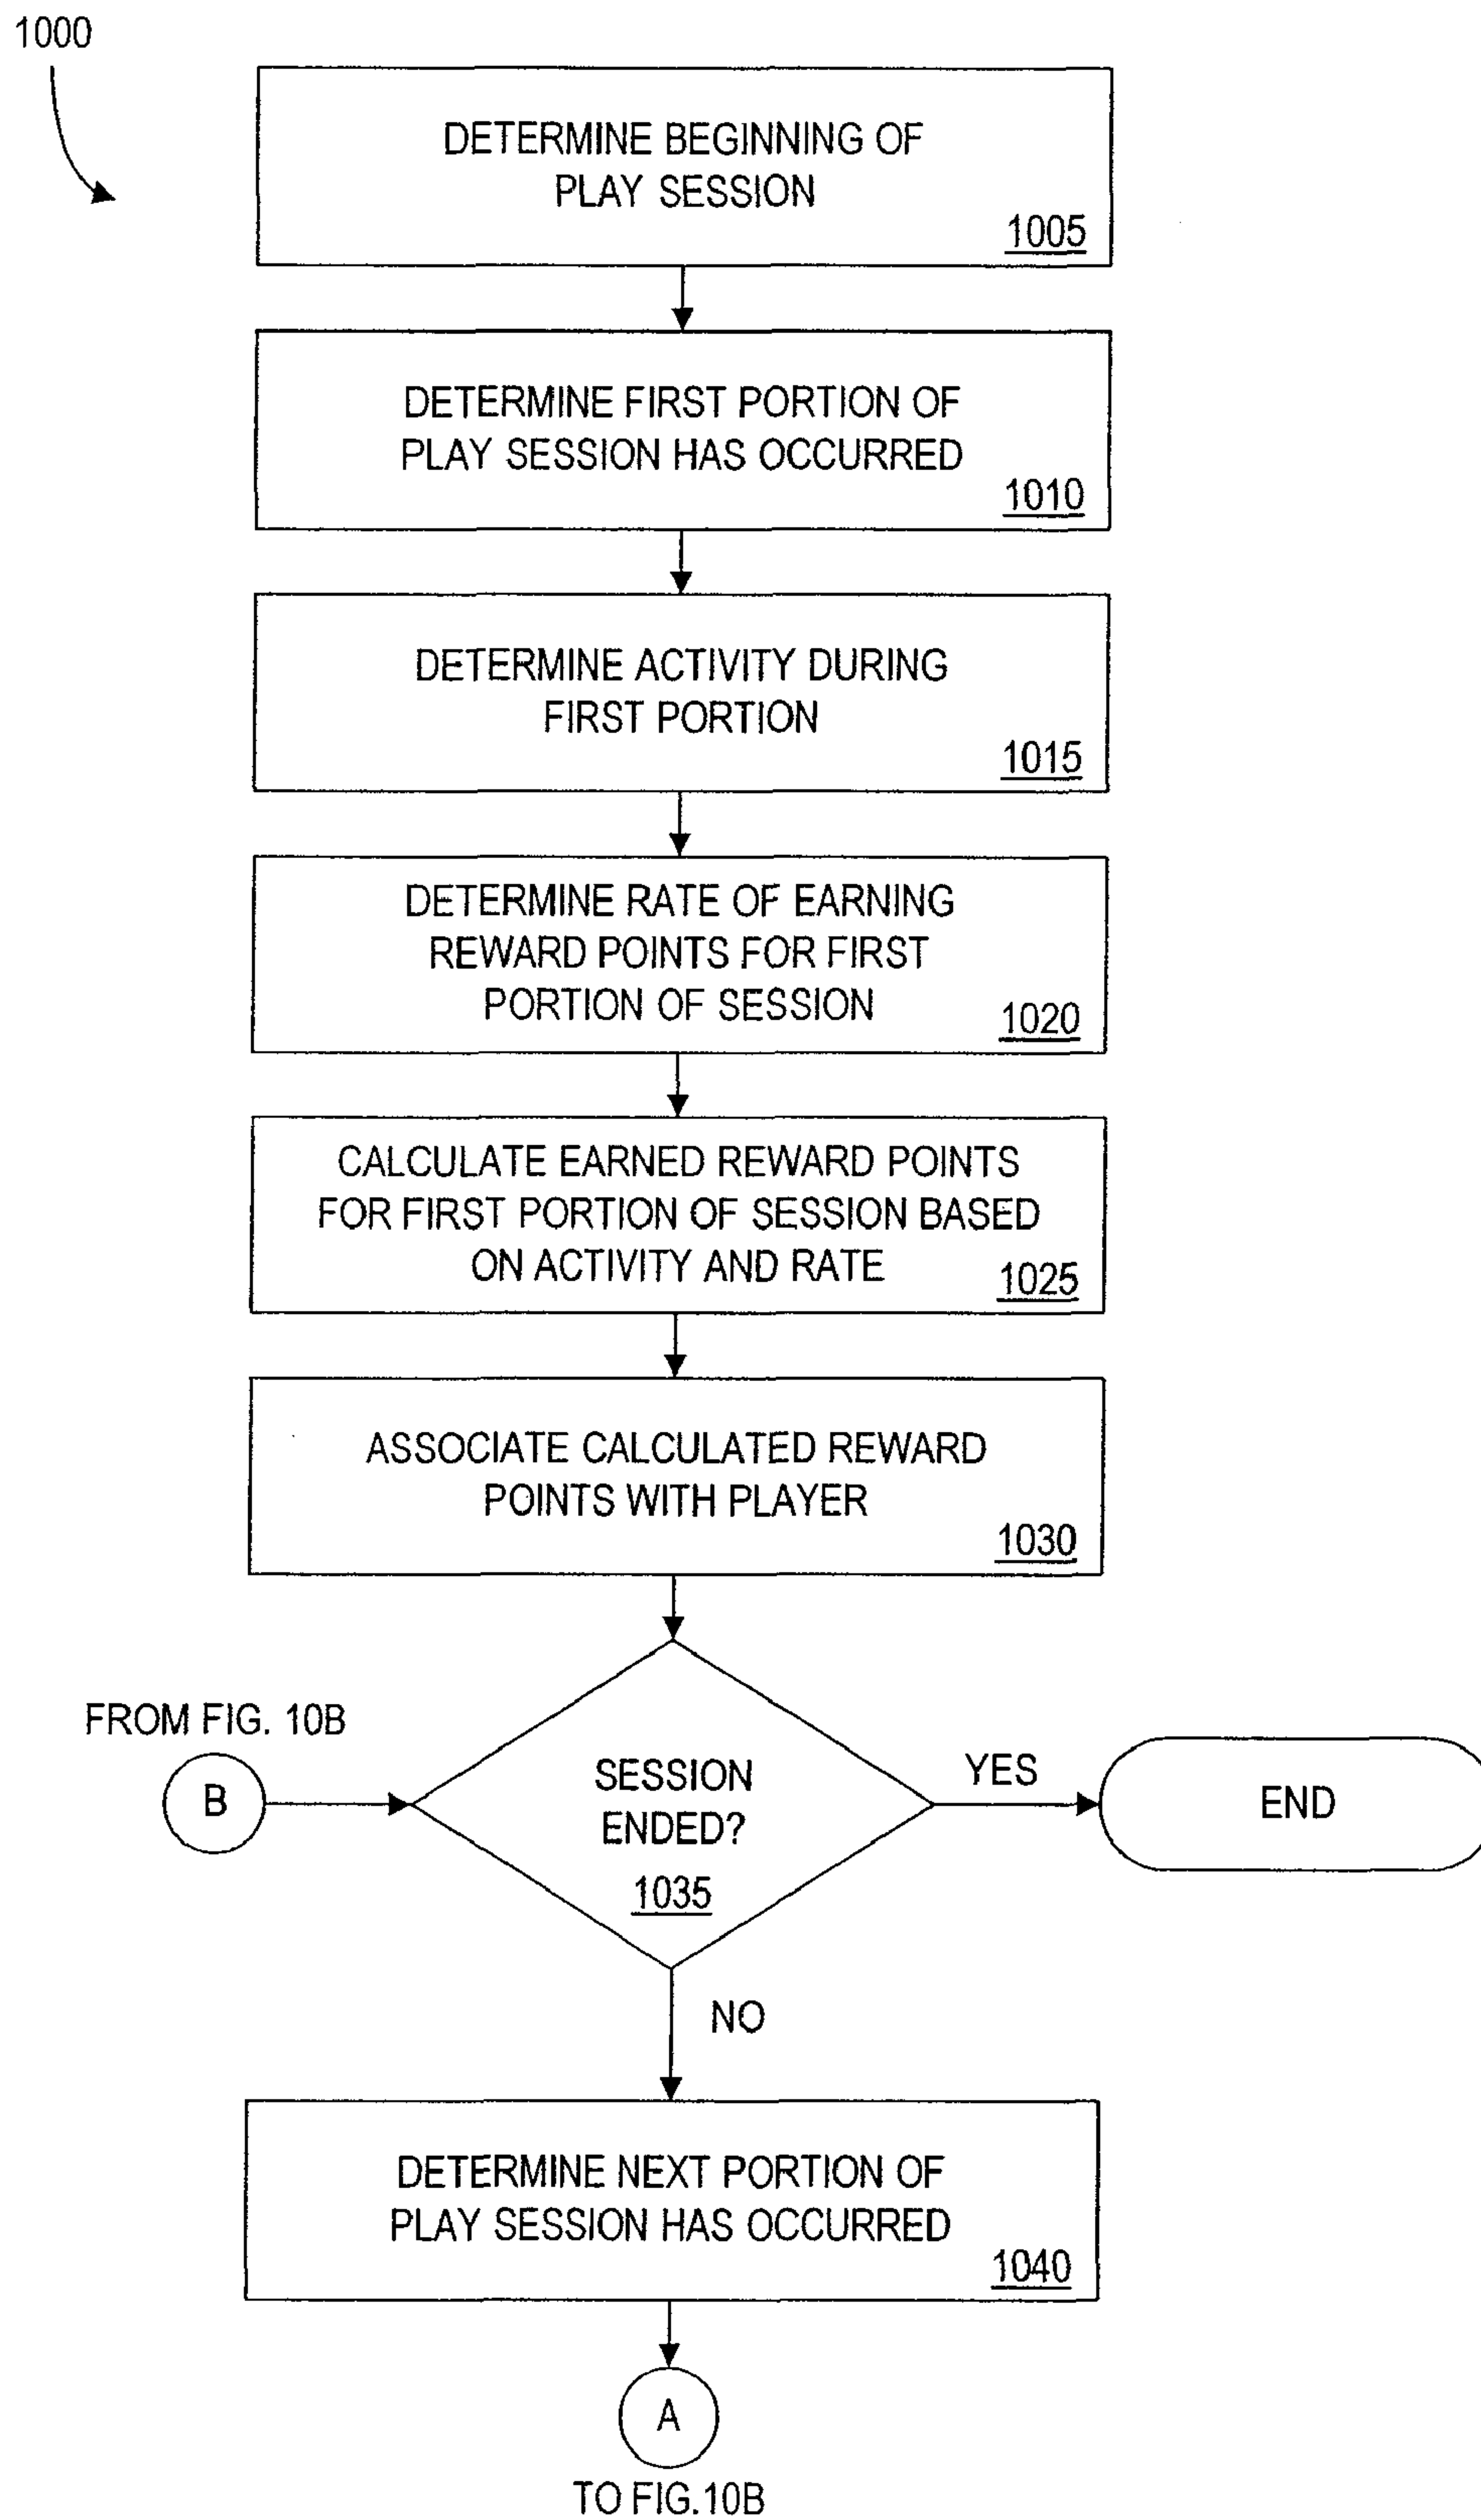 1000
DETERMINE BEGINNING OF
PLAY SESSION
1005
DETERMINE FIRST PORTION OF
PLAY SESSION HAS OCCURRED
1010
DETERMINE ACTIVITY DURING
FIRST PORTION
1015
DETERMINE RATE OF EARNING
REWARD POINTS FOR FIRST
PORTION OF SESSION
1020
CALCULATE EARNED REWARD POINTS
FOR FIRST PORTION OF SESSION BASED
ON ACTIVITY AND RATE
1025
ASSOCIATE CALCULATED REWARD
POINTS WITH PLAYER
1030
FROM FIG. 10B
B
SESSION
ENDED?
1035
YES
END
NO
DETERMINE NEXT PORTION OF
PLAY SESSION HAS OCCURRED
1040
A
TO FIG.10B